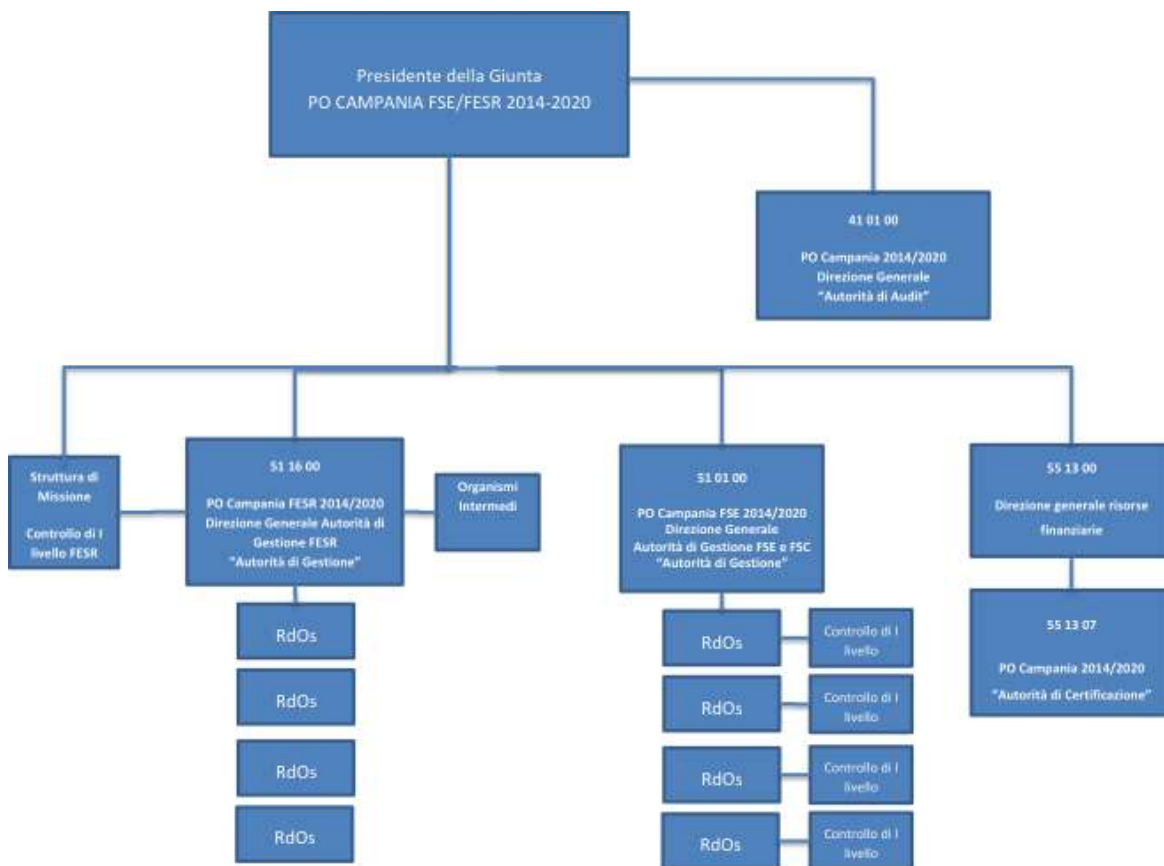 Presidente della Giunta
PO CAMPANIA FSE/FESR 2014-2020
41 01 00
PO Campania 2014/2020
Direzione Generale
"Autorità di Audit"
Struttura di
Missione
Controllo di I
livello FESR
51 16 00
PO Campania FESR 2014/2020
Direzione Generale Autorità di
Gestione FESR
"Autorità di Gestione"
Organismi
Intermedi
51 01 00
PO Campania FSE 2014/2020
Direzione Generale
Autorità di Gestione FSE e FSC
"Autorità di Gestione"
55 13 00
Direzione generale risorse
finanziarie
55 13 07
PO Campania 2014/2020
"Autorità di Certificazione"
RdOs
RdOs
RdOs
RdOs
RdOs
Controllo di I
livello
RdOs
Controllo di I
livello
RdOs
Controllo di I
livello
RdOs
Controllo di I
livello